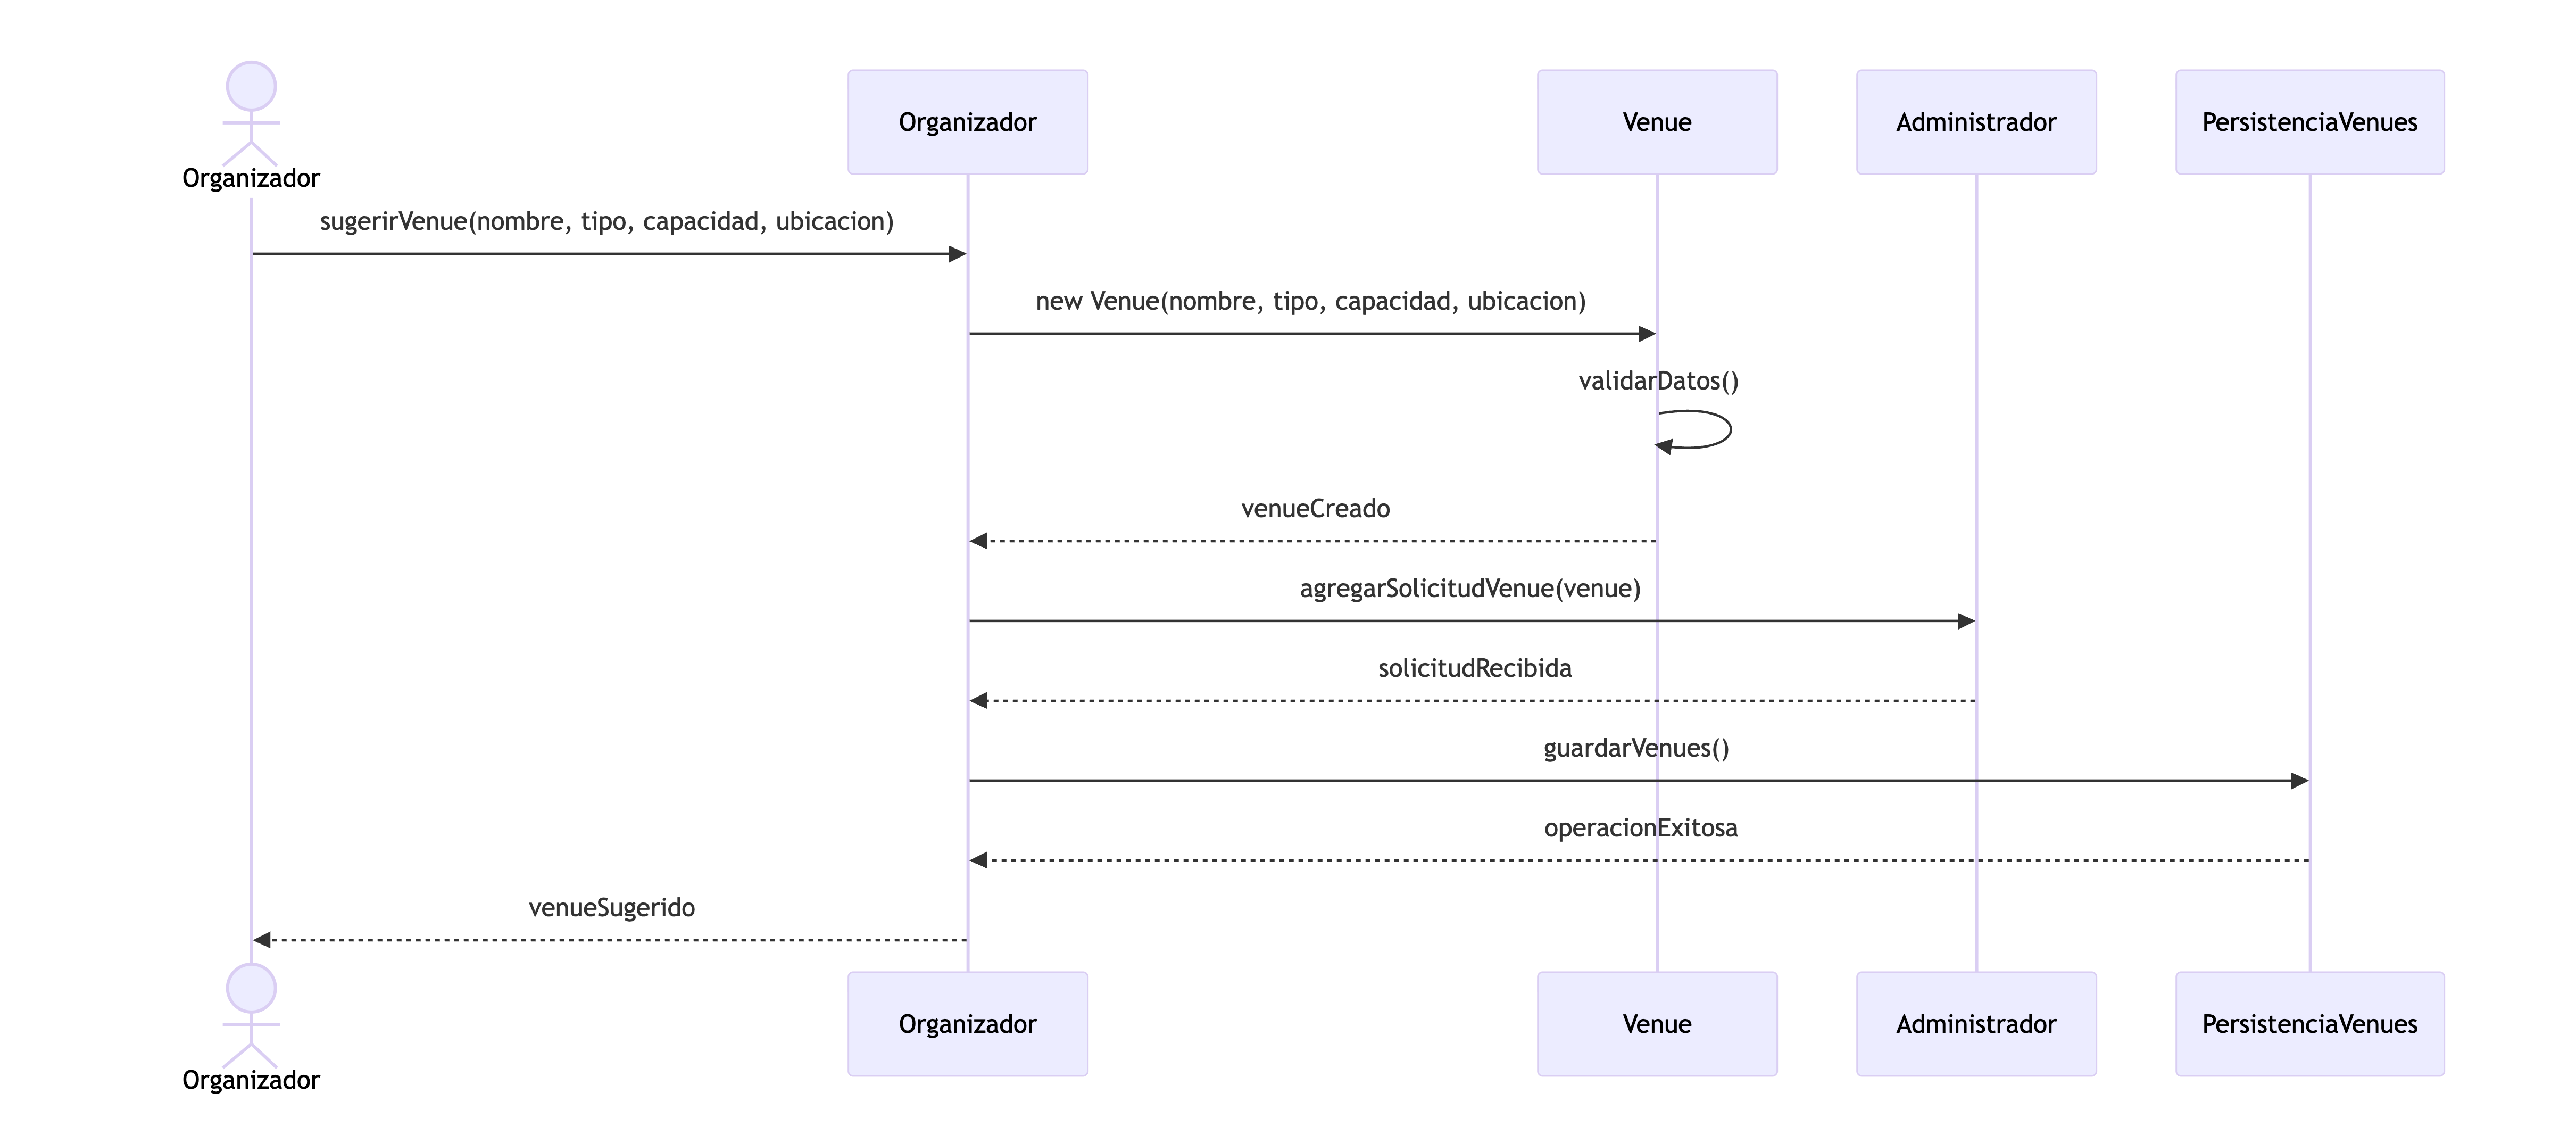 Organizador
Organizador
Venue
Administrador
PersistenciaVenues
sugerirVenue(nombre, tipo, capacidad, ubicacion)
new Venue(nombre, tipo, capacidad, ubicacion)
validarDatos()
venueCreado
agregarSolicitudVenue(venue)
solicitudRecibida
guardarVenues()
operacionExitosa
venueSugerido
Organizador
Organizador
Venue
Administrador
PersistenciaVenues